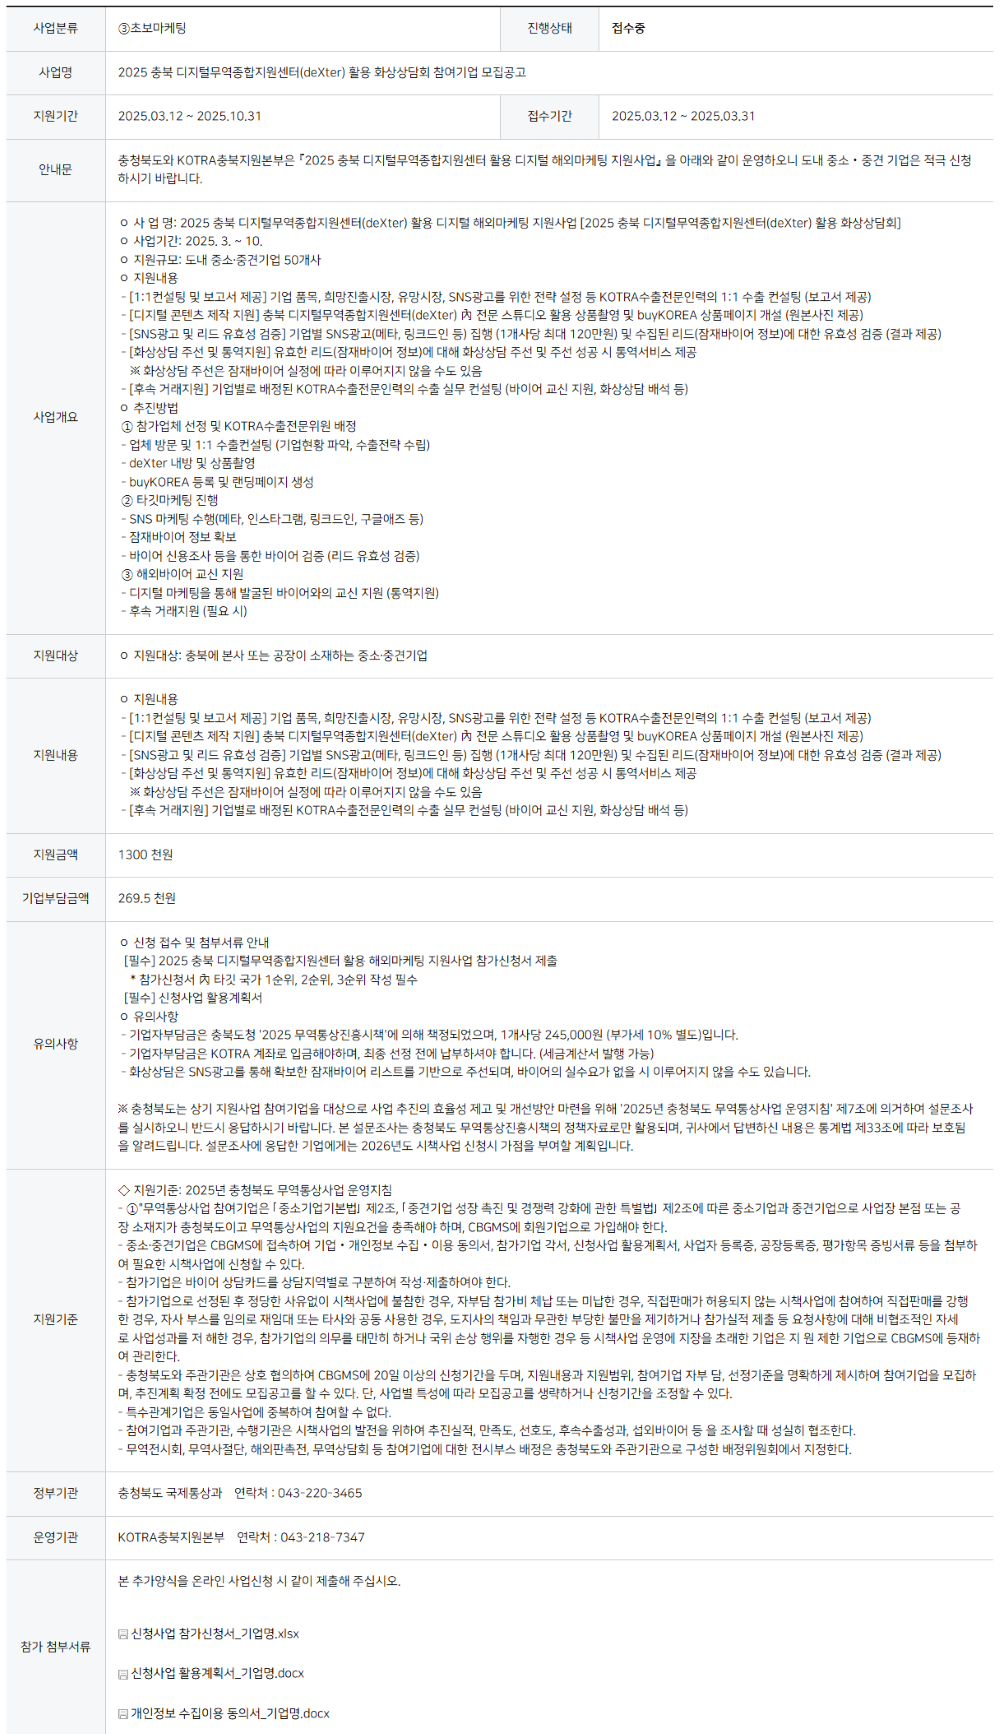 사업분류 ③초보마케팅 진행상태 접수중
사업명 2025 충북 디지털무역종합지원센터(deXter) 활용 화상상담회 참여기업 모집공고
지원기간 2025.03.12 ~ 2025.10.31 접수기간 2025.03.12 ~ 2025.03.31
안내문
충청북도와 KOTRA충북지원본부은 『2025 충북 디지털무역종합지원센터 활용 디지털 해외마케팅 지원사업』 을 아래와 같이 운영하오니 도내 중소・중견 기업은 적극 신청
하시기 바랍니다.
사업개요
ㅇ 사 업 명: 2025 충북 디지털무역종합지원센터(deXter) 활용 디지털 해외마케팅 지원사업 [2025 충북 디지털무역종합지원센터(deXter) 활용 화상상담회]
ㅇ 사업기간: 2025. 3. ~ 10.
ㅇ 지원규모: 도내 중소·중견기업 50개사
ㅇ 지원내용
- [1:1컨설팅 및 보고서 제공] 기업 품목, 희망진출시장, 유망시장, SNS광고를 위한 전략 설정 등 KOTRA수출전문인력의 1:1 수출 컨설팅 (보고서 제공)
- [디지털 콘텐츠 제작 지원] 충북 디지털무역종합지원센터(deXter) 內 전문 스튜디오 활용 상품촬영 및 buyKOREA 상품페이지 개설 (원본사진 제공)
- [SNS광고 및 리드 유효성 검증] 기업별 SNS광고(메타, 링크드인 등) 집행 (1개사당 최대 120만원) 및 수집된 리드(잠재바이어 정보)에 대한 유효성 검증 (결과 제공)
- [화상상담 주선 및 통역지원] 유효한 리드(잠재바이어 정보)에 대해 화상상담 주선 및 주선 성공 시 통역서비스 제공
※ 화상상담 주선은 잠재바이어 실정에 따라 이루어지지 않을 수도 있음
- [후속 거래지원] 기업별로 배정된 KOTRA수출전문인력의 수출 실무 컨설팅 (바이어 교신 지원, 화상상담 배석 등)
ㅇ 추진방법
① 참가업체 선정 및 KOTRA수출전문위원 배정
- 업체 방문 및 1:1 수출컨설팅 (기업현황 파악, 수출전략 수립)
- deXter 내방 및 상품촬영
- buyKOREA 등록 및 랜딩페이지 생성
② 타깃마케팅 진행
- SNS 마케팅 수행(메타, 인스타그램, 링크드인, 구글애즈 등)
- 잠재바이어 정보 확보
- 바이어 신용조사 등을 통한 바이어 검증 (리드 유효성 검증)
③ 해외바이어 교신 지원
- 디지털 마케팅을 통해 발굴된 바이어와의 교신 지원 (통역지원)
- 후속 거래지원 (필요 시)
지원대상 ㅇ 지원대상: 충북에 본사 또는 공장이 소재하는 중소·중견기업
지원내용
ㅇ 지원내용
- [1:1컨설팅 및 보고서 제공] 기업 품목, 희망진출시장, 유망시장, SNS광고를 위한 전략 설정 등 KOTRA수출전문인력의 1:1 수출 컨설팅 (보고서 제공)
- [디지털 콘텐츠 제작 지원] 충북 디지털무역종합지원센터(deXter) 內 전문 스튜디오 활용 상품촬영 및 buyKOREA 상품페이지 개설 (원본사진 제공)
- [SNS광고 및 리드 유효성 검증] 기업별 SNS광고(메타, 링크드인 등) 집행 (1개사당 최대 120만원) 및 수집된 리드(잠재바이어 정보)에 대한 유효성 검증 (결과 제공)
- [화상상담 주선 및 통역지원] 유효한 리드(잠재바이어 정보)에 대해 화상상담 주선 및 주선 성공 시 통역서비스 제공
※ 화상상담 주선은 잠재바이어 실정에 따라 이루어지지 않을 수도 있음
- [후속 거래지원] 기업별로 배정된 KOTRA수출전문인력의 수출 실무 컨설팅 (바이어 교신 지원, 화상상담 배석 등)
지원금액 1300 천원
기업부담금액 269.5 천원
유의사항
ㅇ 신청 접수 및 첨부서류 안내
[필수] 2025 충북 디지털무역종합지원센터 활용 해외마케팅 지원사업 참가신청서 제출
* 참가신청서 內 타깃 국가 1순위, 2순위, 3순위 작성 필수
[필수] 신청사업 활용계획서
ㅇ 유의사항
- 기업자부담금은 충북도청 '2025 무역통상진흥시책'에 의해 책정되었으며, 1개사당 245,000원 (부가세 10% 별도)입니다.
- 기업자부담금은 KOTRA 계좌로 입금해야하며, 최종 선정 전에 납부하셔야 합니다. (세금계산서 발행 가능)
- 화상상담은 SNS광고를 통해 확보한 잠재바이어 리스트를 기반으로 주선되며, 바이어의 실수요가 없을 시 이루어지지 않을 수도 있습니다.
※ 충청북도는 상기 지원사업 참여기업을 대상으로 사업 추진의 효율성 제고 및 개선방안 마련을 위해 '2025년 충청북도 무역통상사업 운영지침' 제7조에 의거하여 설문조사
를 실시하오니 반드시 응답하시기 바랍니다. 본 설문조사는 충청북도 무역통상진흥시책의 정책자료로만 활용되며, 귀사에서 답변하신 내용은 통계법 제33조에 따라 보호됨
을 알려드립니다. 설문조사에 응답한 기업에게는 2026년도 시책사업 신청시 가점을 부여할 계획입니다.
지원기준
◇ 지원기준: 2025년 충청북도 무역통상사업 운영지침
- ①"무역통상사업 참여기업은 「중소기업기본법」 제2조, 「중견기업 성장 촉진 및 경쟁력 강화에 관한 특별법」 제2조에 따른 중소기업과 중견기업으로 사업장 본점 또는 공
장 소재지가 충청북도이고 무역통상사업의 지원요건을 충족해야 하며, CBGMS에 회원기업으로 가입해야 한다.
- 중소·중견기업은 CBGMS에 접속하여 기업・개인정보 수집・이용 동의서, 참가기업 각서, 신청사업 활용계획서, 사업자 등록증, 공장등록증, 평가항목 증빙서류 등을 첨부하
여 필요한 시책사업에 신청할 수 있다.
- 참가기업은 바이어 상담카드를 상담지역별로 구분하여 작성·제출하여야 한다.
- 참가기업으로 선정된 후 정당한 사유없이 시책사업에 불참한 경우, 자부담 참가비 체납 또는 미납한 경우, 직접판매가 허용되지 않는 시책사업에 참여하여 직접판매를 강행
한 경우, 자사 부스를 임의로 재임대 또는 타사와 공동 사용한 경우, 도지사의 책임과 무관한 부당한 불만을 제기하거나 참가실적 제출 등 요청사항에 대해 비협조적인 자세
로 사업성과를 저 해한 경우, 참가기업의 의무를 태만히 하거나 국위 손상 행위를 자행한 경우 등 시책사업 운영에 지장을 초래한 기업은 지 원 제한 기업으로 CBGMS에 등재하
여 관리한다.
- 충청북도와 주관기관은 상호 협의하여 CBGMS에 20일 이상의 신청기간을 두며, 지원내용과 지원범위, 참여기업 자부 담, 선정기준을 명확하게 제시하여 참여기업을 모집하
며, 추진계획 확정 전에도 모집공고를 할 수 있다. 단, 사업별 특성에 따라 모집공고를 생략하거나 신청기간을 조정할 수 있다.
- 특수관계기업은 동일사업에 중복하여 참여할 수 없다.
- 참여기업과 주관기관, 수행기관은 시책사업의 발전을 위하여 추진실적, 만족도, 선호도, 후속수출성과, 섭외바이어 등 을 조사할 때 성실히 협조한다.
- 무역전시회, 무역사절단, 해외판촉전, 무역상담회 등 참여기업에 대한 전시부스 배정은 충청북도와 주관기관으로 구성한 배정위원회에서 지정한다.
정부기관 충청북도 국제통상과 연락처 : 043-220-3465
운영기관 KOTRA충북지원본부 연락처 : 043-218-7347
참가 첨부서류
본 추가양식을 온라인 사업신청 시 같이 제출해 주십시오.
신청사업 참가신청서_기업명.xlsx
신청사업 활용계획서_기업명.docx
개인정보 수집이용 동의서_기업명.docx